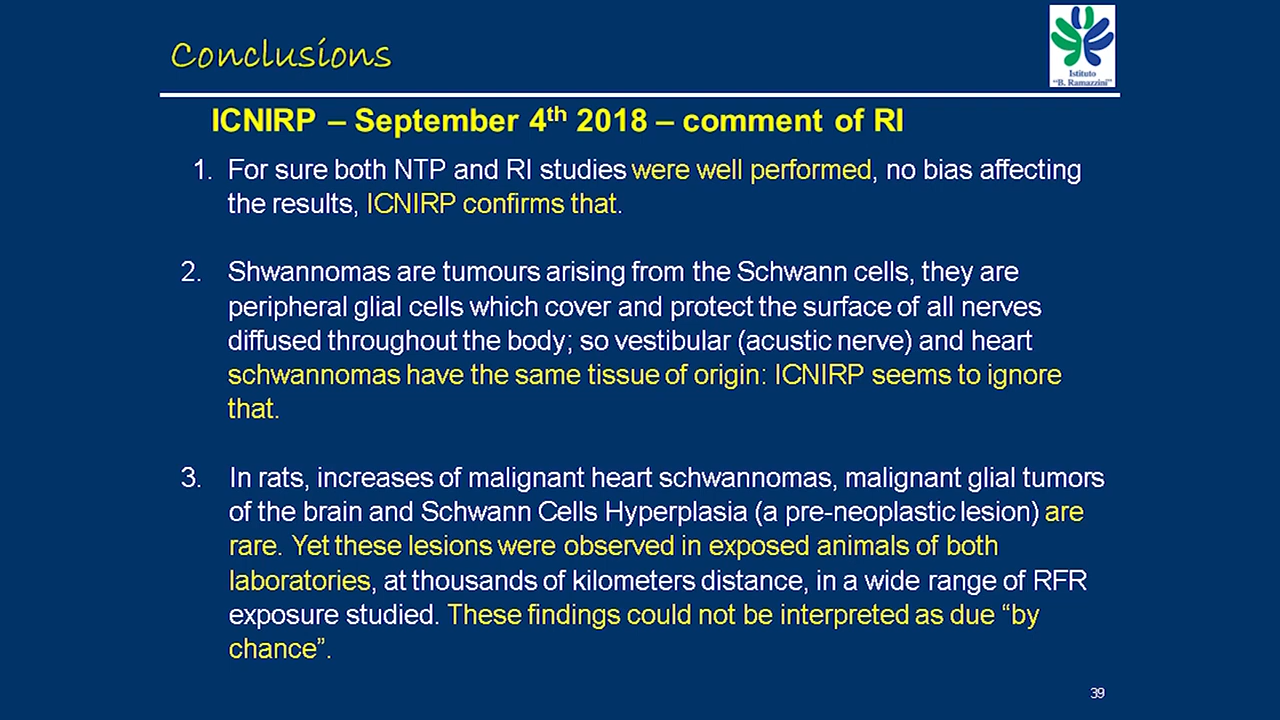 Conclusions
Istituto
"B. Ramazzini"
ICNIRP – September 4th 2018 – comment of RI
1. For sure both NTP and RI studies were well performed, no bias affecting
the results, ICNIRP confirms that.
2. Shwannomas are tumours arising from the Schwann cells, they are
peripheral glial cells which cover and protect the surface of all nerves
diffused throughout the body; so vestibular (acustic nerve) and heart
schwannomas have the same tissue of origin: ICNIRP seems to ignore
that.
3. In rats, increases of malignant heart schwannomas, malignant glial tumors
of the brain and Schwann Cells Hyperplasia (a pre-neoplastic lesion) are
rare. Yet these lesions were observed in exposed animals of both
laboratories, at thousands of kilometers distance, in a wide range of RFR
exposure studied. These findings could not be interpreted as due “by
chance”.
39